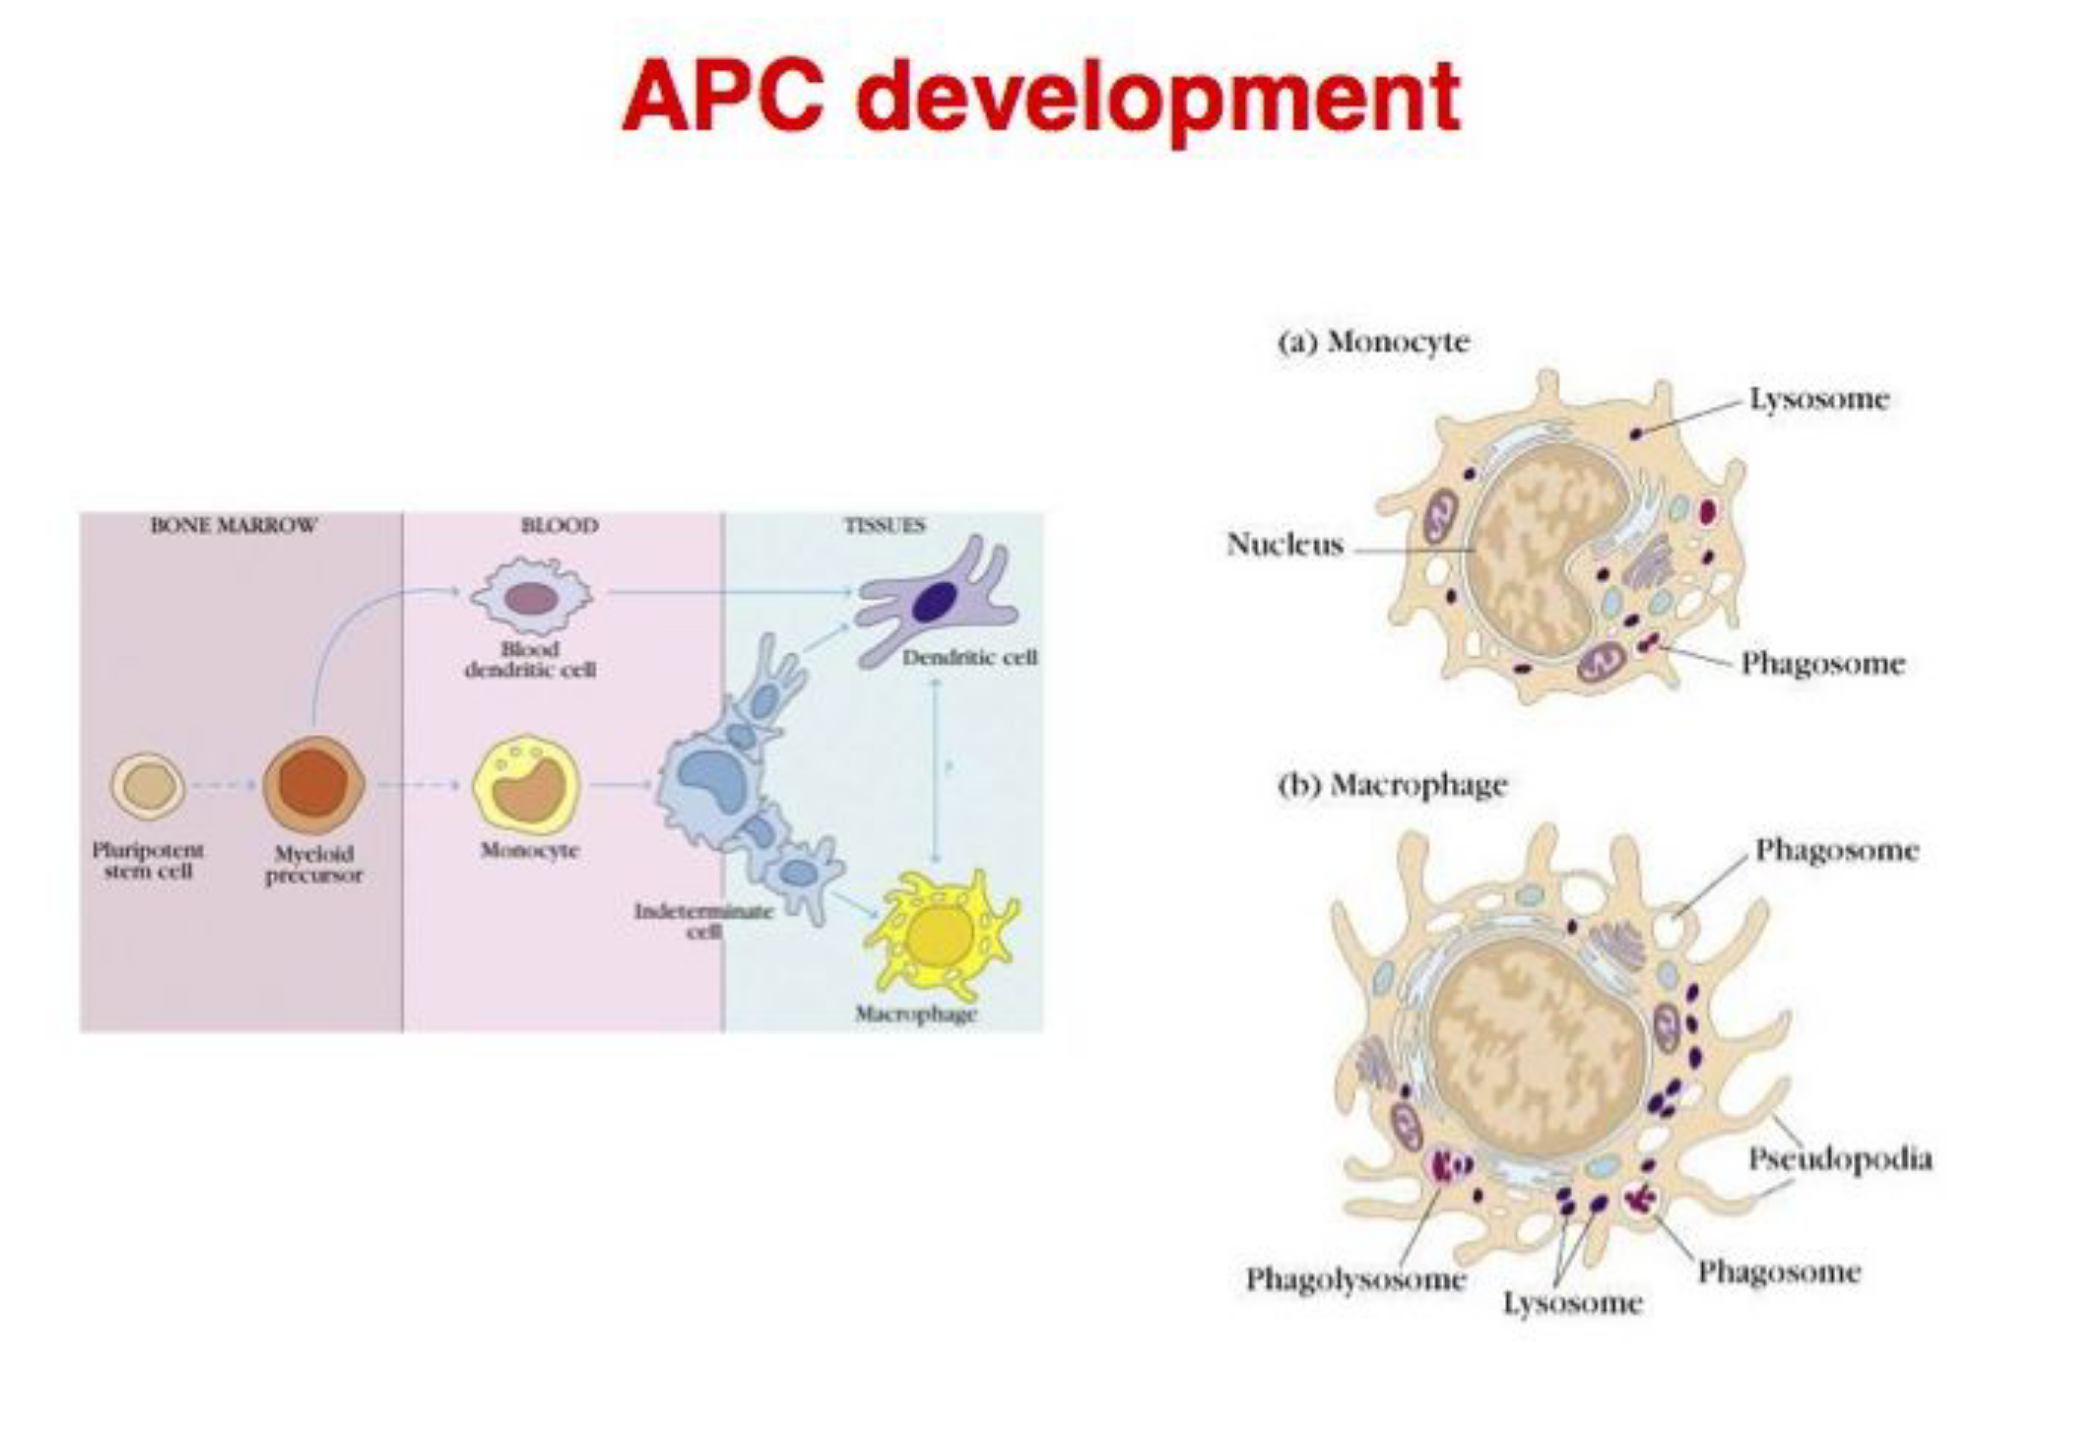 APC development
BONE MARROW
BLOOD
TISSUES
Blood
dendritic cell
Dendritic cell
Pluripotent
stem cell
Myeloid
precursor
Monocyte
Indeterminate
cell
Macrophage
(a) Monocyte
Lysosome
Nucleus
Phagosome
(b) Macrophage
Phagosome
Pseudopodia
Phagolysosome
Lysosome
Phagosome